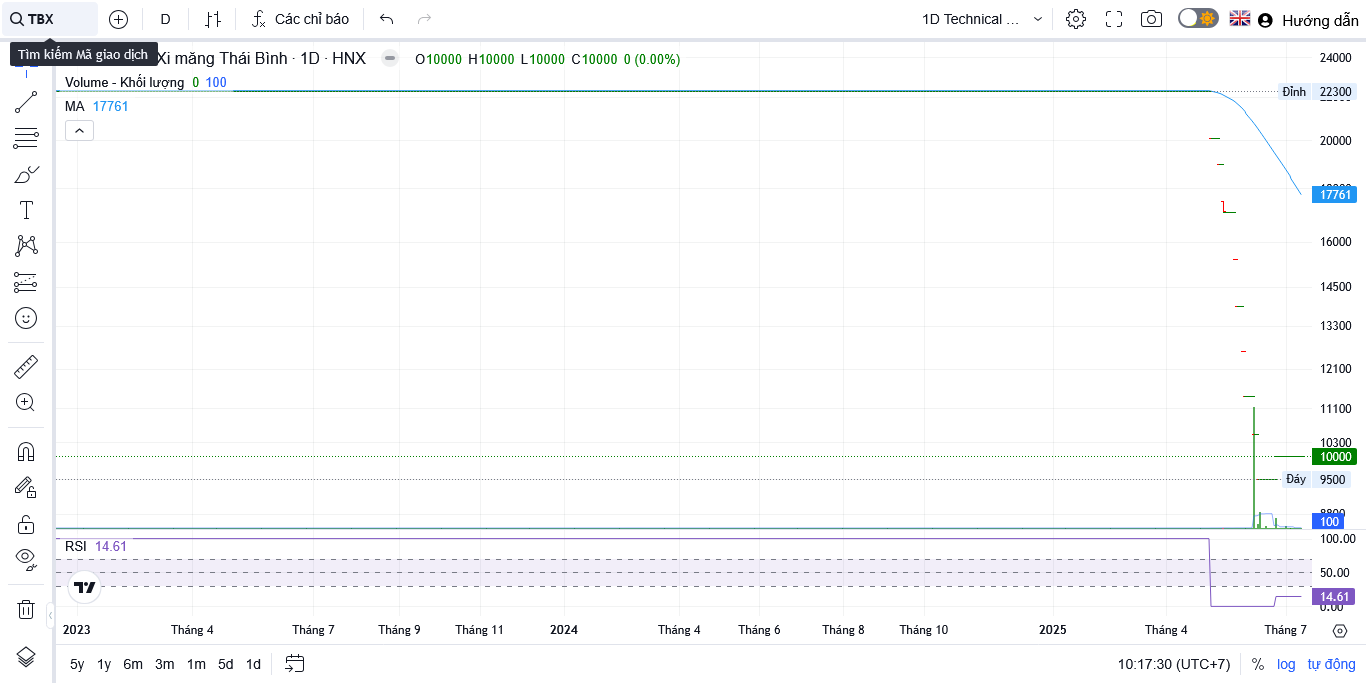 TBX
D
Các chỉ báo
1D Technical ...
Hướng dẫn
Tìm kiếm Mã giao dịch
Xi măng Thái Bình · 1D · HNX
O10000 H10000 L10000 C10000 0 (0.00%)
Volume - Khối lượng 0 100
MA 17761
24000
Đỉnh 22300
20000
17761
16000
14500
13300
12100
11100
10300
10000
Đáy 9500
8800
100
RSI 14.61
100.00
50.00
14.61
0.00
2023 Tháng 4 Tháng 7 Tháng 9 Tháng 11 2024 Tháng 4 Tháng 6 Tháng 8 Tháng 10 2025 Tháng 4 Tháng 7
5y 1y 6m 3m 1m 5d 1d
10:17:30 (UTC+7) % log tự động